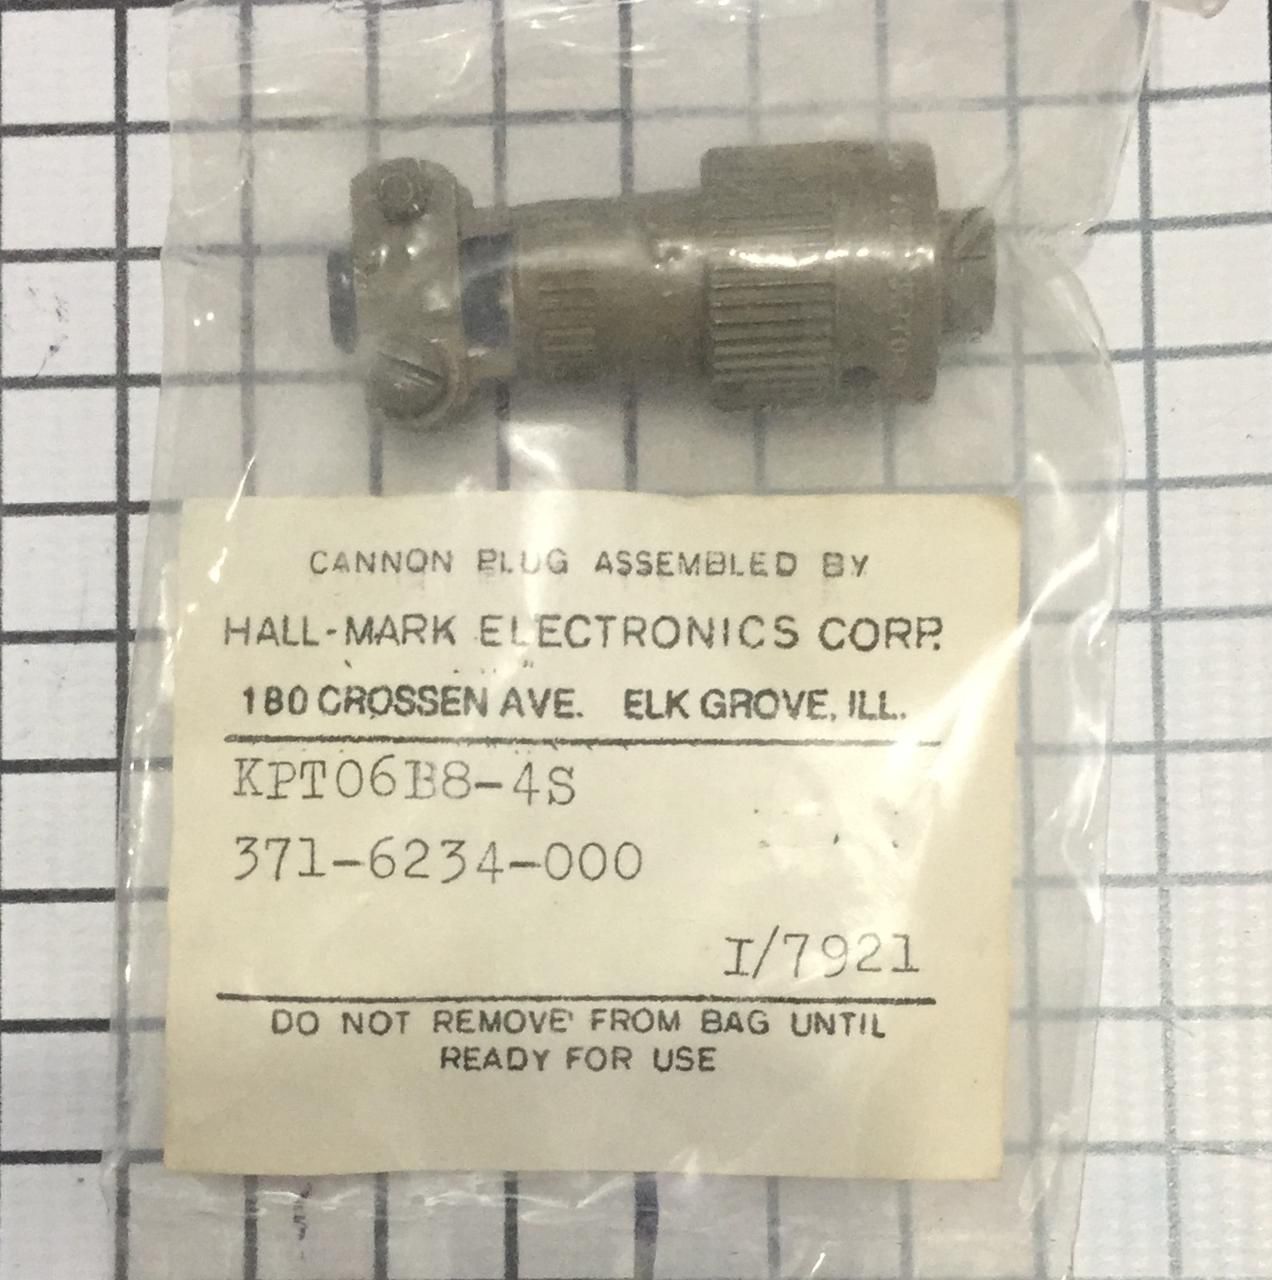 CANNON PLUG ASSEMBLED BY
HALL-MARK ELECTRONICS CORP.
180 CROSSEN AVE. ELK GROVE, ILL.
KPT06B8-4S
371-6234-000
I/7921
DO NOT REMOVE FROM BAG UNTIL
READY FOR USE